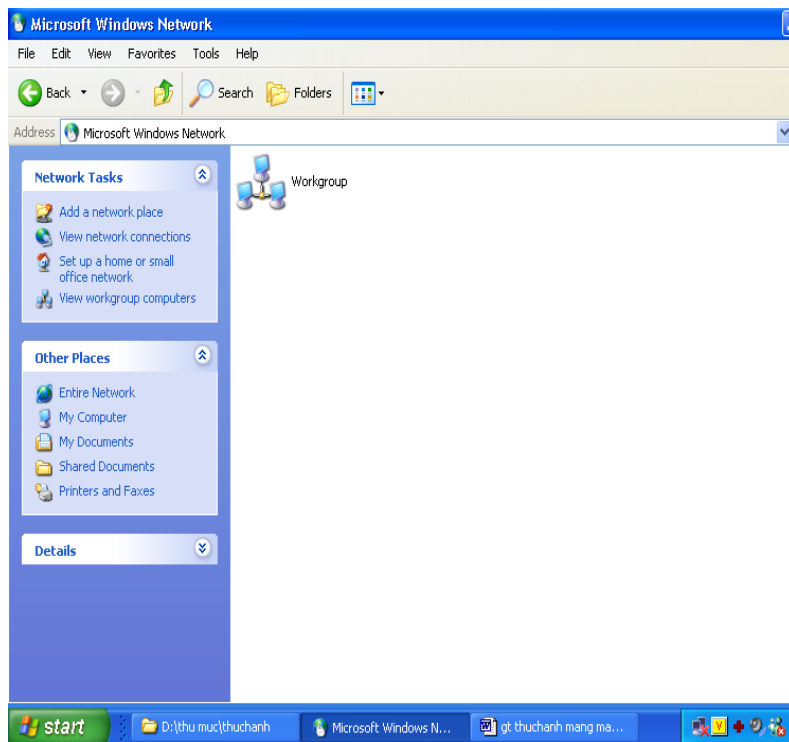 Microsoft Windows Network
File Edit View Favorites Tools Help
Back Search Folders
Address Microsoft Windows Network
Network Tasks
Add a network place
View network connections
Set up a home or small
office network
View workgroup computers
Other Places
Entire Network
My Computer
My Documents
Shared Documents
Printers and Faxes
Details
Workgroup
start D:\thu muc\thuchanh Microsoft Windows N... gt thuchanh mang ma... V